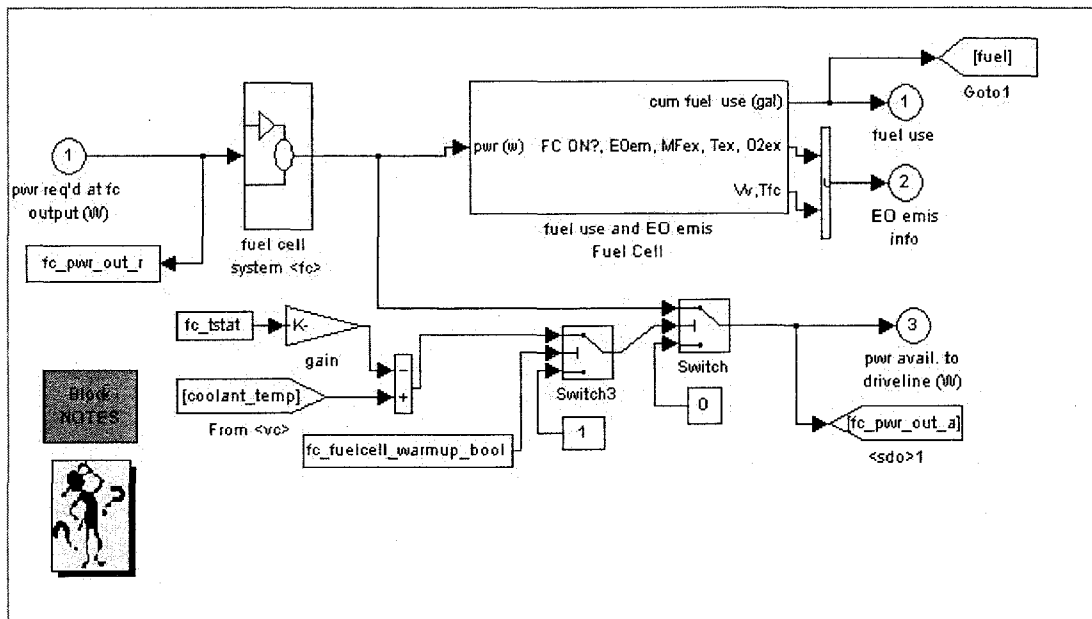 [fuel]
Goto1
cum fuel use (gal)
1
fuel use
1
pwr (w)
FC ON?, EOem, MFex, Tex, O2ex
pwr req'd at fc
output (W)
Vv,Tfc
2
EO emis
info
fuel cell
system <fc>
fuel use and EO emis
Fuel Cell
fc_pwr_out_r
fc_tstat
-K-
gain
-
+
Switch
3
pwr avail. to
driveline (W)
Block
NOTES
[coolant_temp]
From <vc>
Switch3
0
1
[fc_pwr_out_a]
<sdo>1
fc_fuelcell_warmup_bool